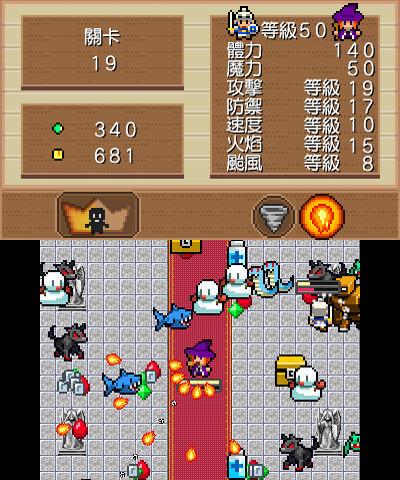 關卡
19
340
681
等級50
體力 140
魔力 50
攻擊 等級 19
防禦 等級 17
速度 等級 10
火焰 等級 15
颱風 等級 8